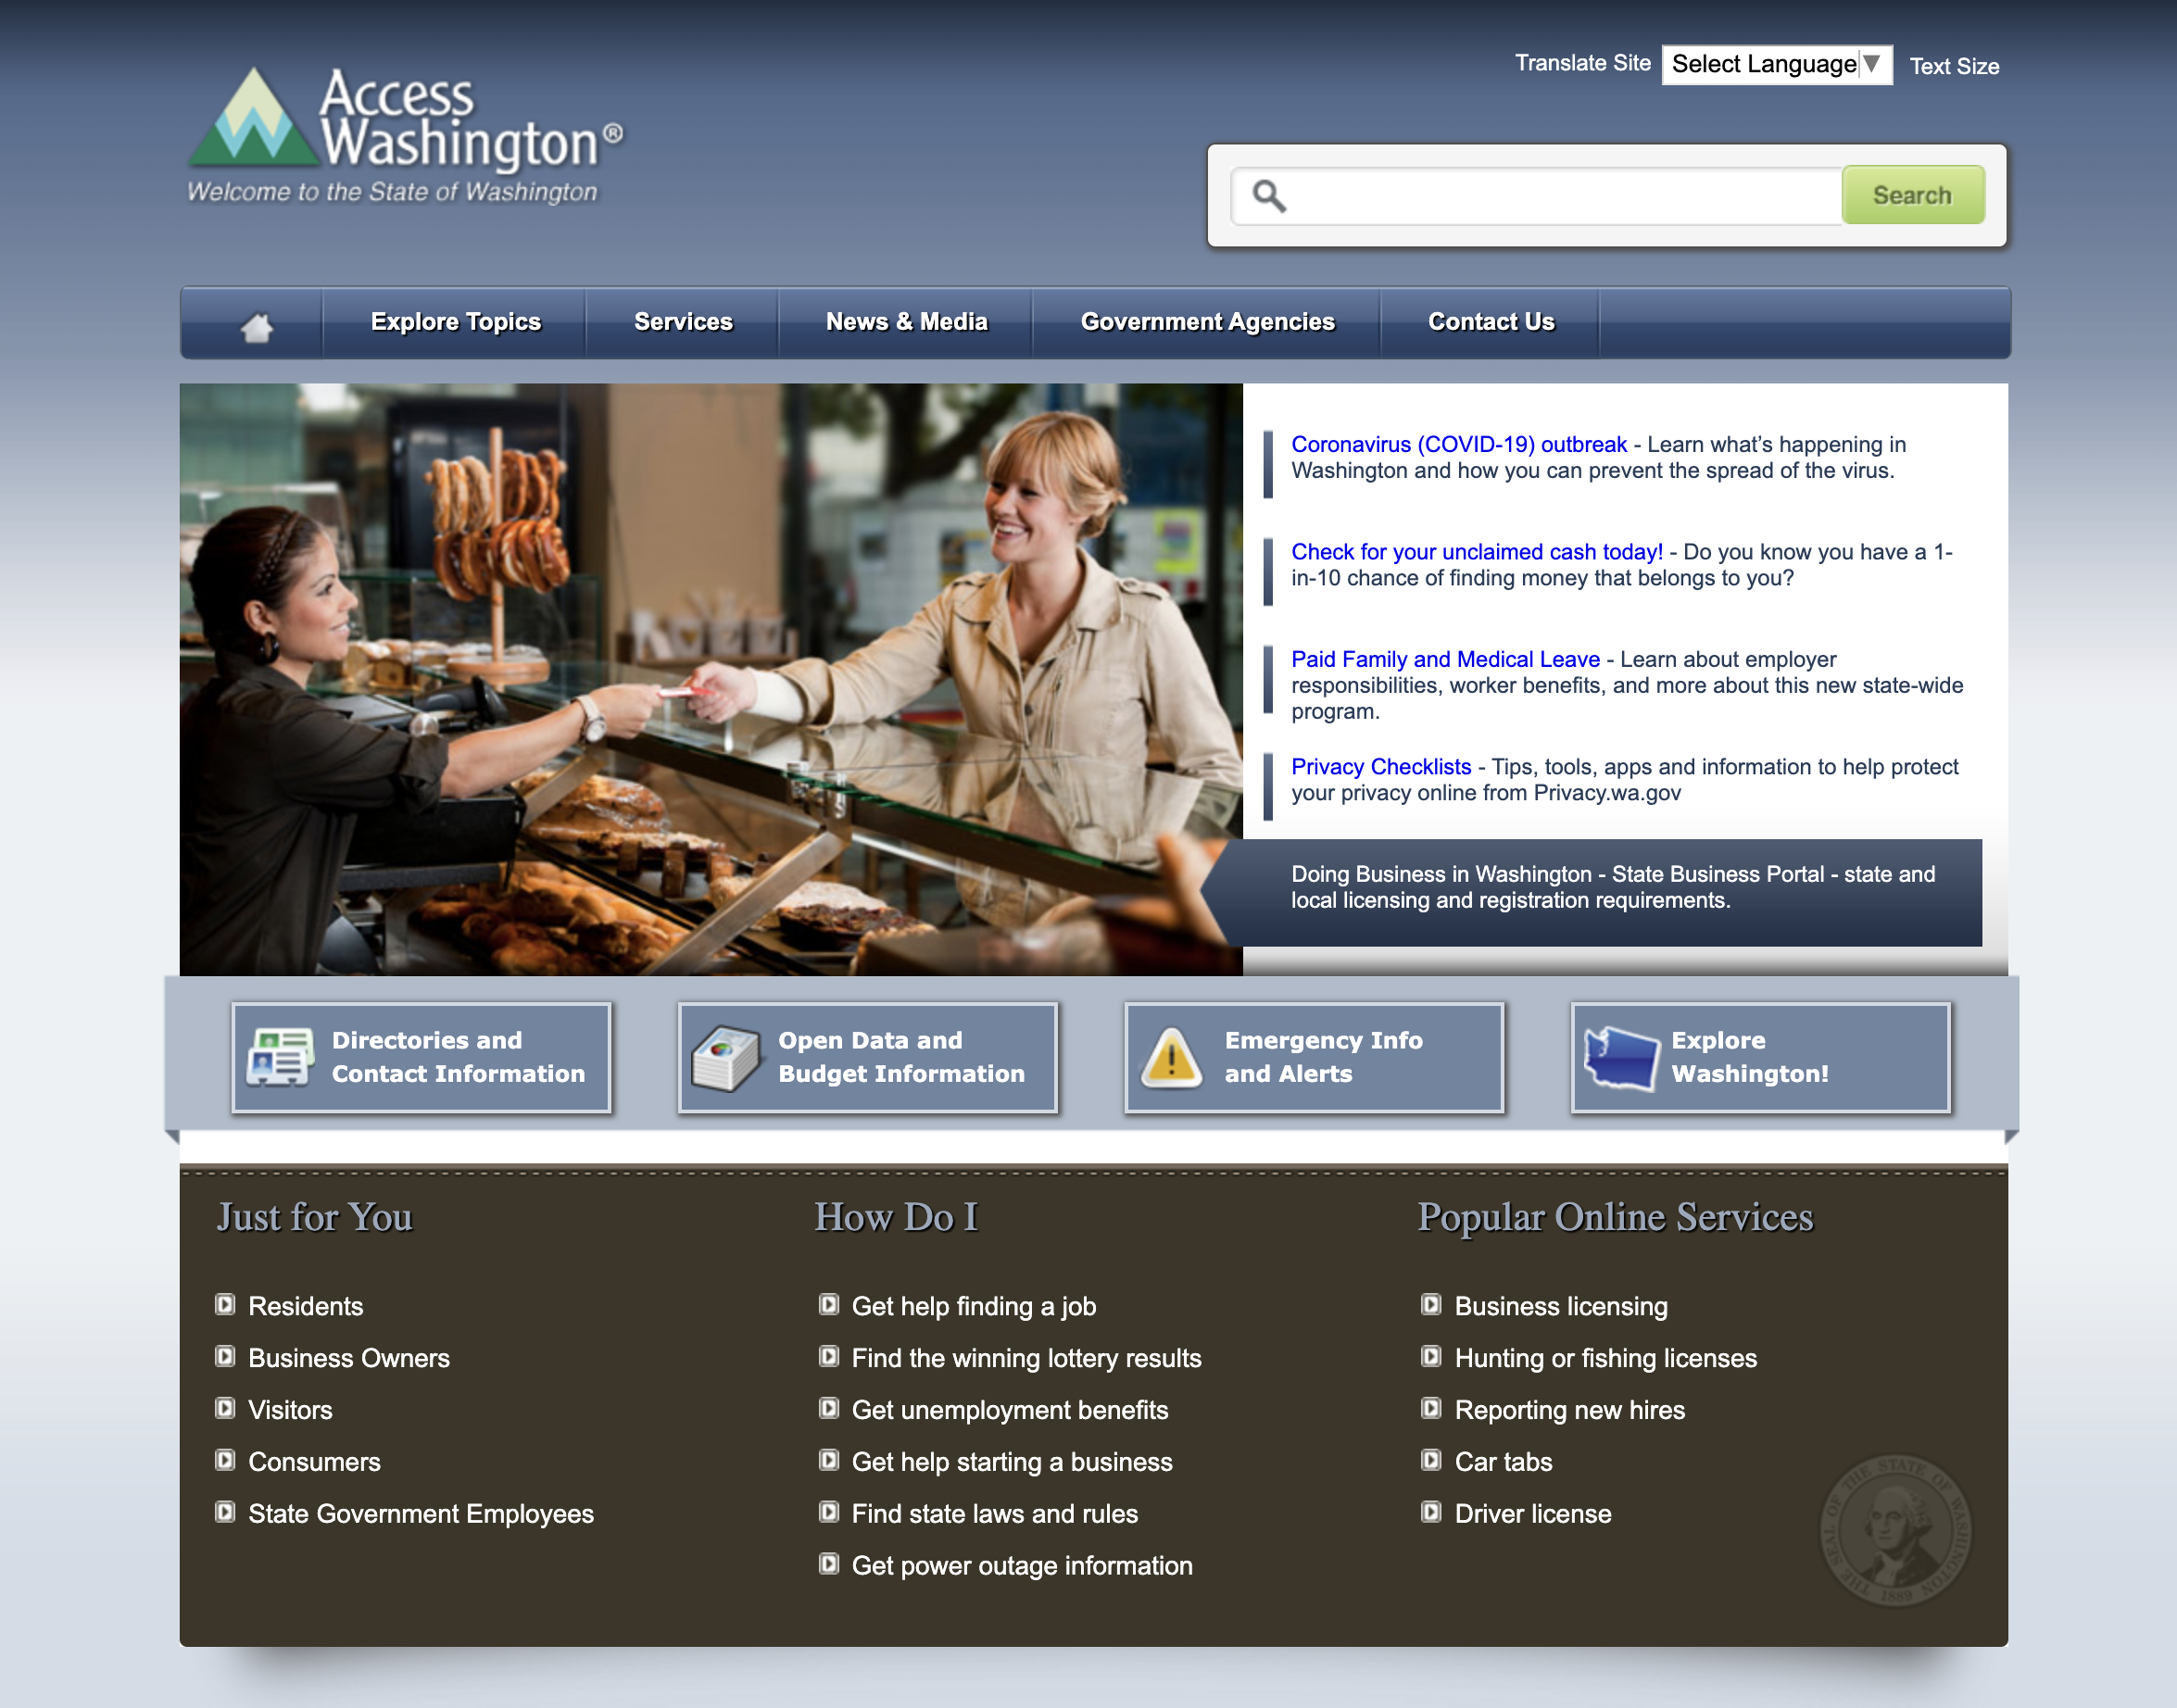 Translate Site Select Language ▼ Text Size
Access
Washington®
Welcome to the State of Washington
Search
Explore Topics Services News & Media Government Agencies Contact Us
Coronavirus (COVID-19) outbreak - Learn what’s happening in
Washington and how you can prevent the spread of the virus.
Check for your unclaimed cash today! - Do you know you have a 1-
in-10 chance of finding money that belongs to you?
Paid Family and Medical Leave - Learn about employer
responsibilities, worker benefits, and more about this new state-wide
program.
Privacy Checklists - Tips, tools, apps and information to help protect
your privacy online from Privacy.wa.gov
Doing Business in Washington - State Business Portal - state and
local licensing and registration requirements.
Directories and
Contact Information
Open Data and
Budget Information
Emergency Info
and Alerts
Explore
Washington!
Just for You
Residents
Business Owners
Visitors
Consumers
State Government Employees
How Do I
Get help finding a job
Find the winning lottery results
Get unemployment benefits
Get help starting a business
Find state laws and rules
Get power outage information
Popular Online Services
Business licensing
Hunting or fishing licenses
Reporting new hires
Car tabs
Driver license
THE SEAL OF THE STATE OF WASHINGTON
1889